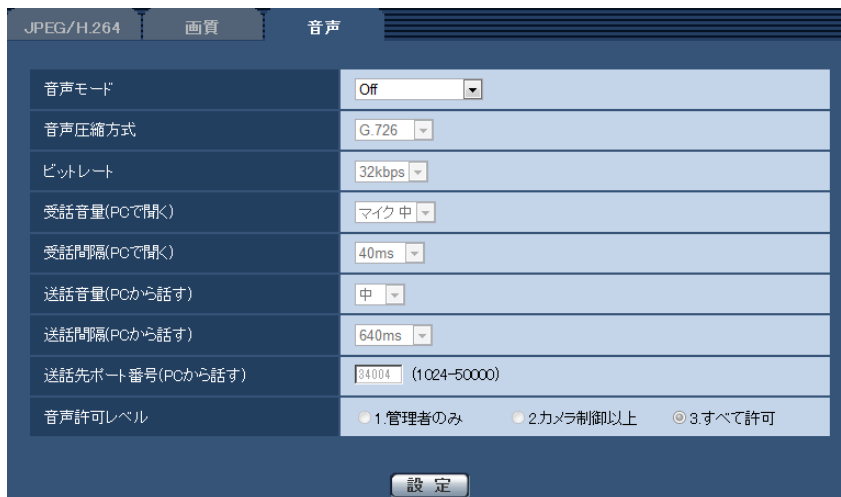 JPEG/H.264 画質 音声
音声モード Off
音声圧縮方式 G.726
ビットレート 32kbps
受話音量(PCで聞く) マイク 中
受話間隔(PCで聞く) 40ms
送話音量(PCから話す) 中
送話間隔(PCから話す) 640ms
送話先ポート番号(PCから話す) 34004 (1024-50000)
音声許可レベル 1.管理者のみ 2.カメラ制御以上 3.すべて許可
設 定